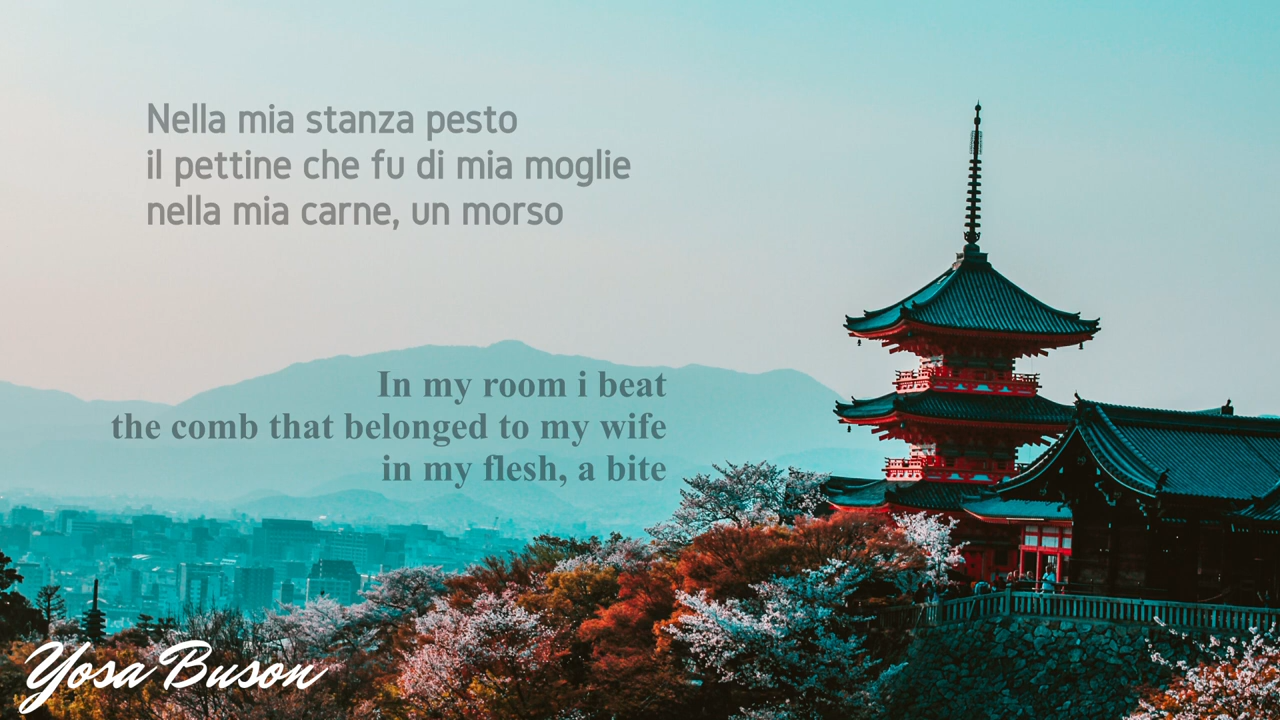 Nella mia stanza pesto
il pettine che fu di mia moglie
nella mia carne, un morso
In my room i beat
the comb that belonged to my wife
in my flesh, a bite
Yosa Buson